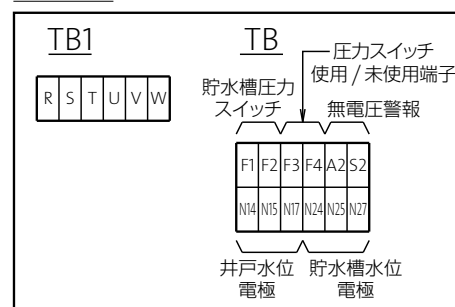 TB1
R S T U V W
TB
圧力スイッチ
使用/未使用端子
貯水槽圧力
スイッチ
無電圧警報
F1 F2 F3 F4 A2 S2
N14 N15 N17 N24 N25 N27
井戸水位
電極
貯水槽水位
電極